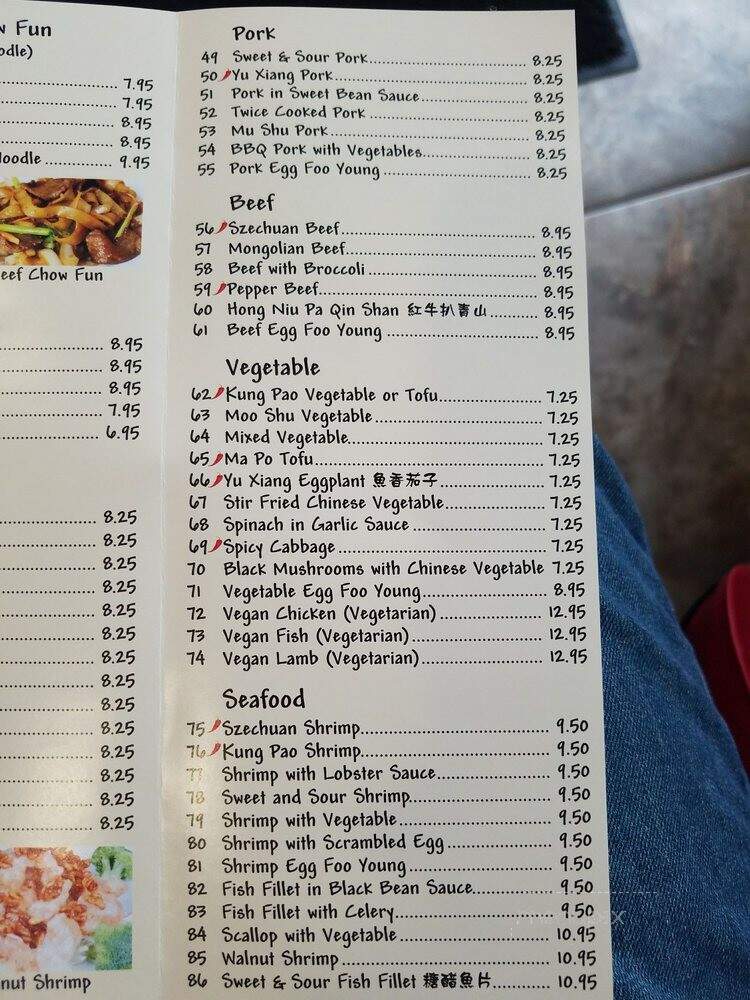 Fun
7.95
7.95
8.95
8.95
9.95
Chow Fun
8.95
8.95
8.95
7.95
6.95
8.25
8.25
8.25
8.25
8.25
8.25
8.25
8.25
8.25
8.25
8.25
8.25
8.25
8.25
Shrimp
Pork
49 Sweet & Sour Pork 8.25
50 Yu Xiang Pork 8.25
51 Pork in Sweet Bean Sauce 8.25
52 Twice Cooked Pork 8.25
53 Mu Shu Pork 8.25
54 BBQ Pork with Vegetables 8.25
55 Pork Egg Foo Young 8.25
Beef
56 Szechuan Beef 8.95
57 Mongolian Beef 8.95
58 Beef with Broccoli 8.95
59 Pepper Beef 8.95
60 Hong Niu Pa Qin Shan 紅牛扒青山 8.95
61 Beef Egg Foo Young 8.95
Vegetable
62 Kung Pao Vegetable or Tofu 7.25
63 Moo Shu Vegetable 7.25
64 Mixed Vegetable 7.25
65 Ma Po Tofu 7.25
66 Yu Xiang Eggplant 魚香茄子 7.25
67 Stir Fried Chinese Vegetable 7.25
68 Spinach in Garlic Sauce 7.25
69 Spicy Cabbage 7.25
70 Black Mushrooms with Chinese Vegetable 7.25
71 Vegetable Egg Foo Young 8.95
72 Vegan Chicken (Vegetarian) 12.95
73 Vegan Fish (Vegetarian) 12.95
74 Vegan Lamb (Vegetarian) 12.95
Seafood
75 Szechuan Shrimp 9.50
76 Kung Pao Shrimp 9.50
77 Shrimp with Lobster Sauce 9.50
78 Sweet and Sour Shrimp 9.50
79 Shrimp with Vegetable 9.50
80 Shrimp with Scrambled Egg 9.50
81 Shrimp Egg Foo Young 9.50
82 Fish Fillet in Black Bean Sauce 9.50
83 Fish Fillet with Celery 9.50
84 Scallop with Vegetable 10.95
85 Walnut Shrimp 10.95
86 Sweet & Sour Fish Fillet 糖醋魚片 10.95